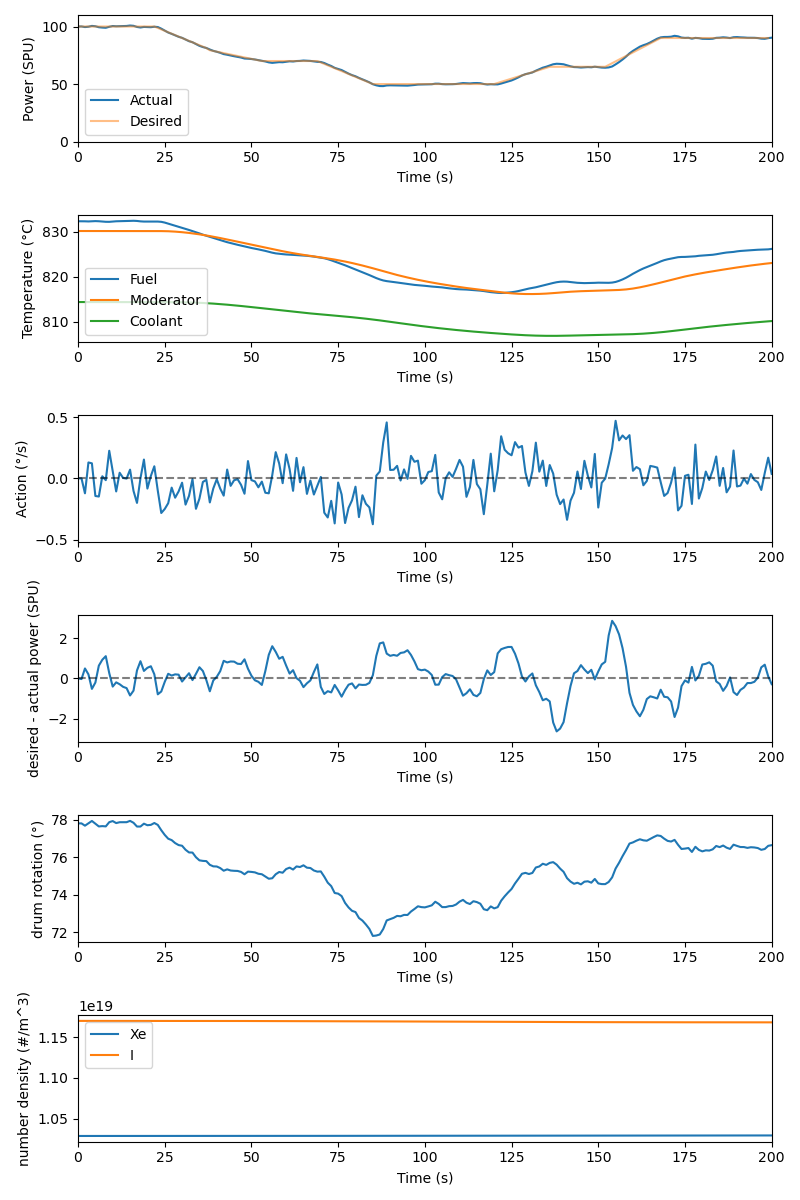 100
50
0
Power (SPU)
Actual
Desired
0 25 50 75 100 125 150 175 200
Time (s)
830
820
810
Temperature (°C)
Fuel
Moderator
Coolant
0 25 50 75 100 125 150 175 200
Time (s)
0.5
0.0
−0.5
Action (°/s)
0 25 50 75 100 125 150 175 200
Time (s)
2
0
−2
desired - actual power (SPU)
0 25 50 75 100 125 150 175 200
Time (s)
78
76
74
72
drum rotation (°)
0 25 50 75 100 125 150 175 200
Time (s)
1e19
1.15
1.10
1.05
number density (#/m^3)
Xe
I
0 25 50 75 100 125 150 175 200
Time (s)